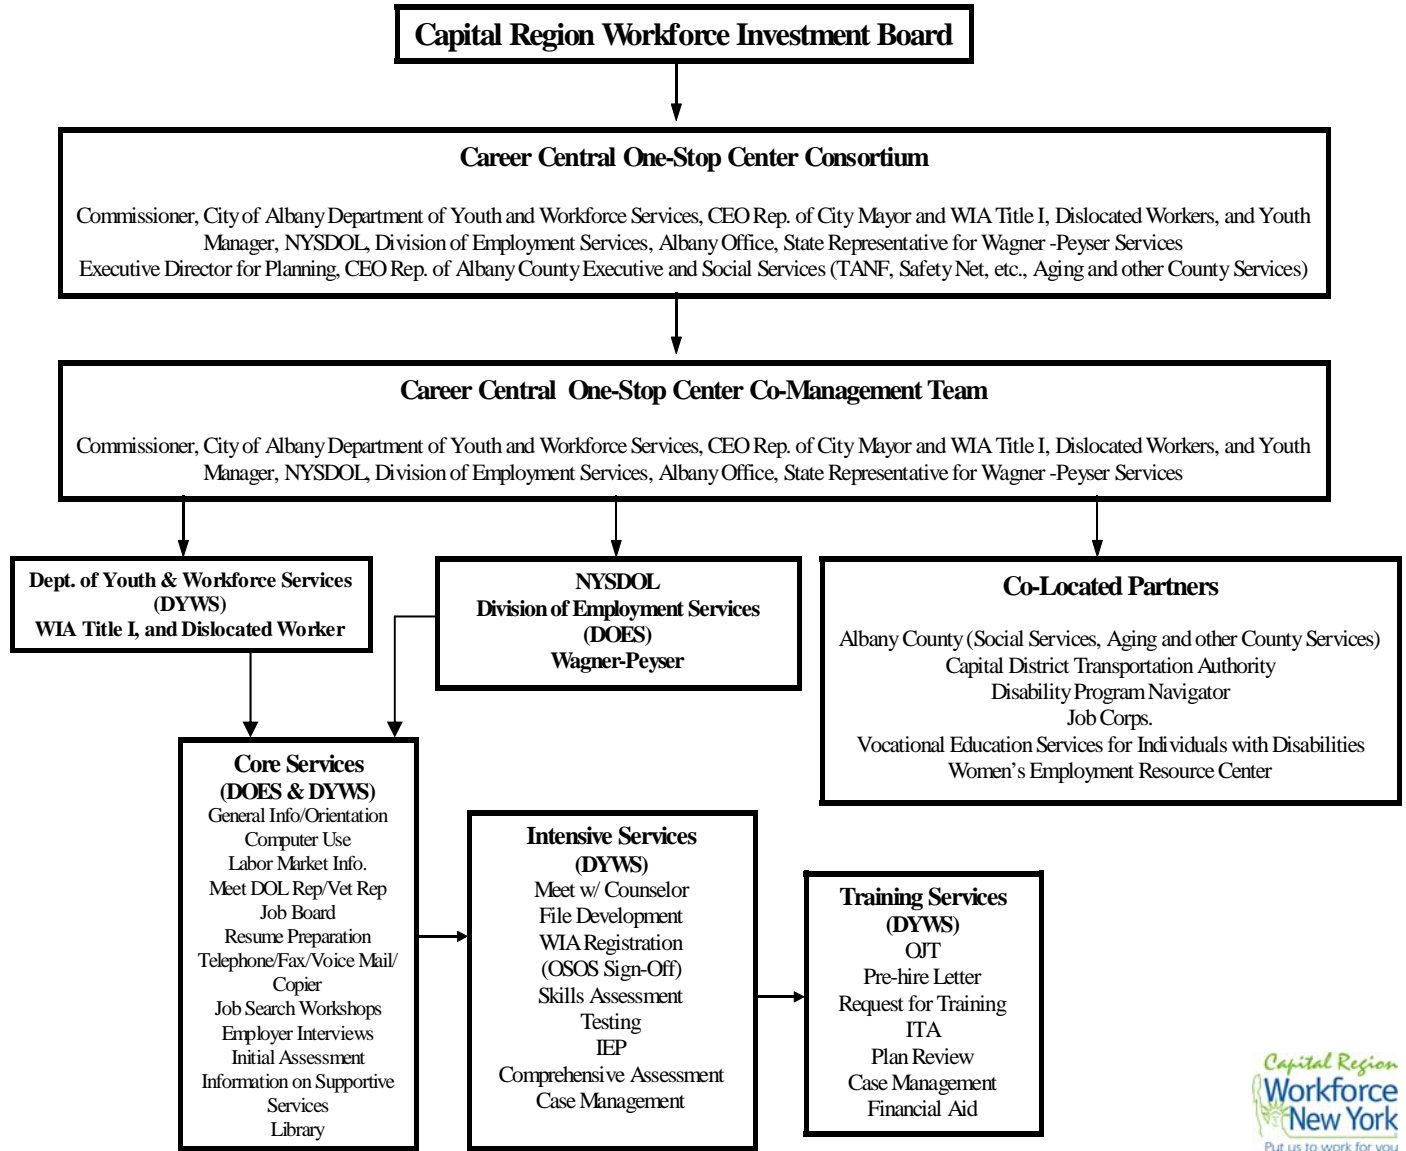 Capital Region Workforce Investment Board
Career Central One-Stop Center Consortium
Commissioner, City of Albany Department of Youth and Workforce Services, CEO Rep. of City Mayor and WIA Title I, Dislocated Workers, and Youth
Manager, NYSDOL, Division of Employment Services, Albany Office, State Representative for Wagner -Peyser Services
Executive Director for Planning, CEO Rep. of Albany County Executive and Social Services (TANF, Safety Net, etc., Aging and other County Services)
Career Central One-Stop Center Co-Management Team
Commissioner, City of Albany Department of Youth and Workforce Services, CEO Rep. of City Mayor and WIA Title I, Dislocated Workers, and Youth
Manager, NYSDOL, Division of Employment Services, Albany Office, State Representative for Wagner -Peyser Services
Dept. of Youth & Workforce Services
(DYWS)
WIA Title I, and Dislocated Worker
NYSDOL
Division of Employment Services
(DOES)
Wagner-Peyser
Co-Located Partners
Albany County (Social Services, Aging and other County Services)
Capital District Transportation Authority
Disability Program Navigator
Job Corps.
Vocational Education Services for Individuals with Disabilities
Women's Employment Resource Center
Core Services
(DOES & DYWS)
General Info/Orientation
Computer Use
Labor Market Info.
Meet DOL Rep/Vet Rep
Job Board
Resume Preparation
Telephone/Fax/Voice Mail/
Copier
Job Search Workshops
Employer Interviews
Initial Assessment
Information on Supportive
Services
Library
Intensive Services
(DYWS)
Meet w/ Counselor
File Development
WIA Registration
(OSOS Sign-Off)
Skills Assessment
Testing
IEP
Comprehensive Assessment
Case Management
Training Services
(DYWS)
OJT
Pre-hire Letter
Request for Training
ITA
Plan Review
Case Management
Financial Aid
Capital Region
Workforce
New York
Put us to work for you